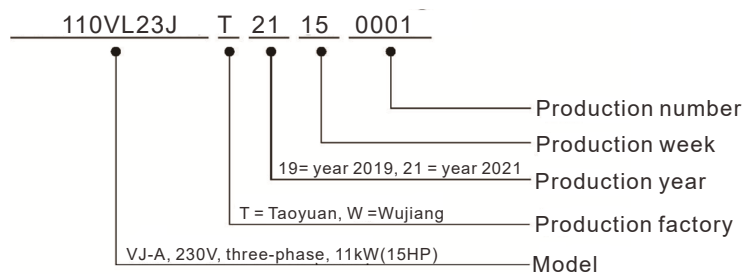 110VL23J T 21 15 0001
Production number
Production week
19= year 2019, 21 = year 2021
Production year
T = Taoyuan, W =Wujiang
Production factory
VJ-A, 230V, three-phase, 11kW(15HP)
Model